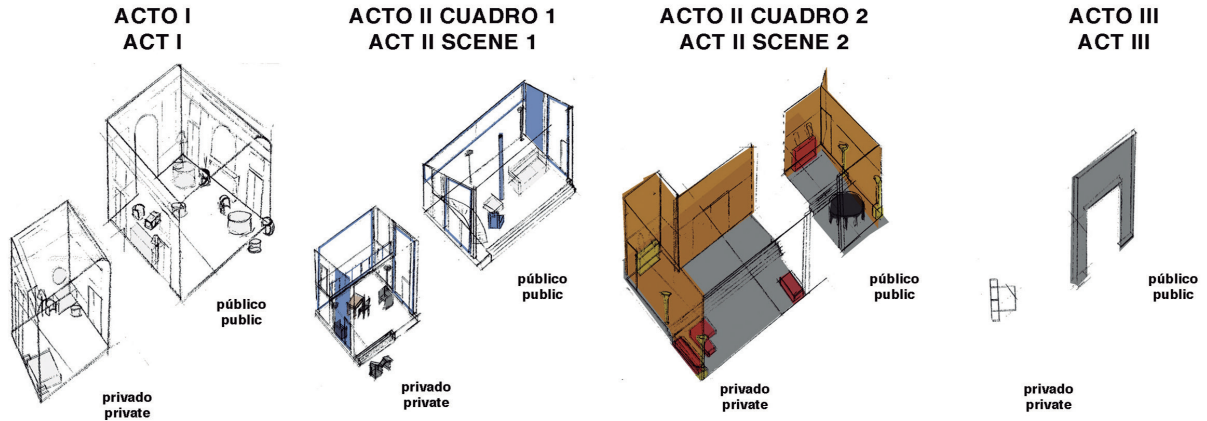 ACTO I
ACT I
ACTO II CUADRO 1
ACT II SCENE 1
ACTO II CUADRO 2
ACT II SCENE 2
ACTO III
ACT III
público
public
privado
private
público
public
privado
private
público
public
privado
private
público
public
privado
private